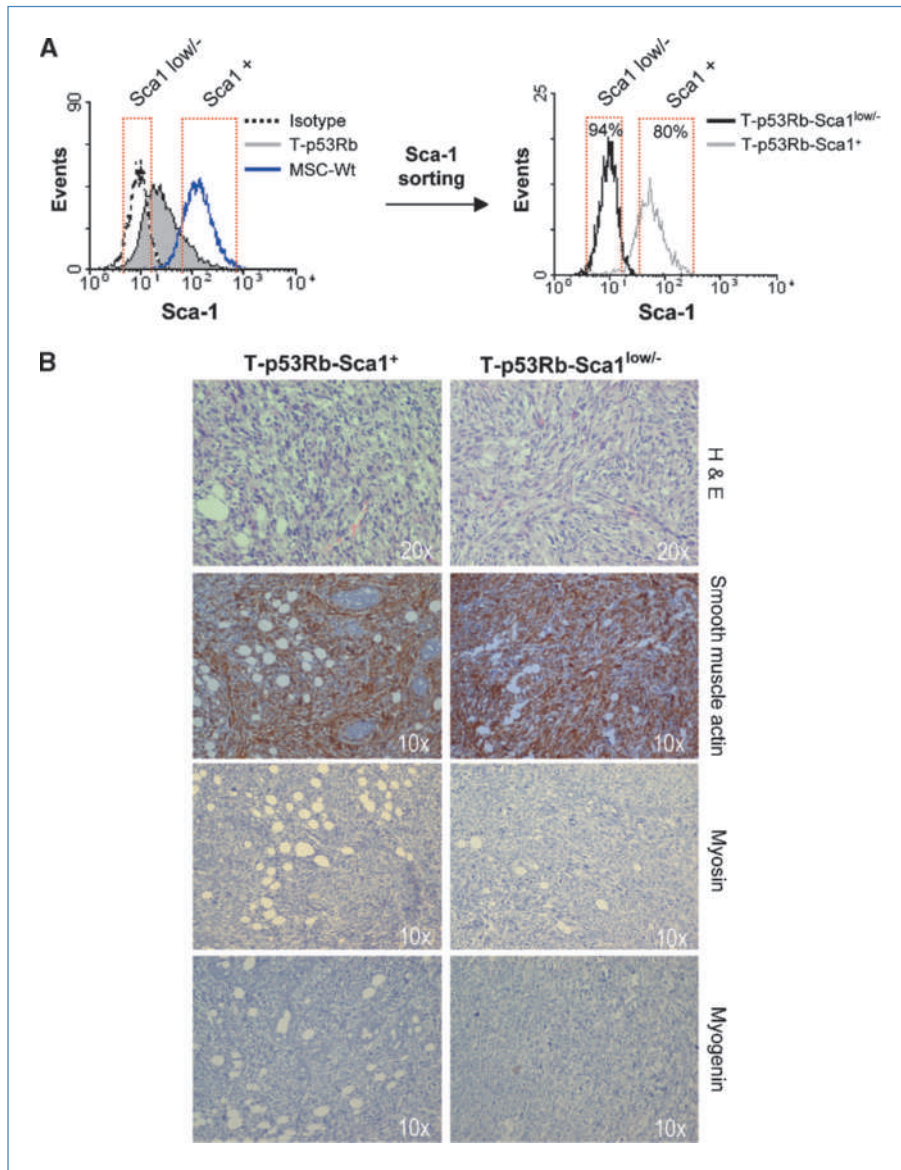 A
Sca1 low/-
Sca1 +
90
Events
0
10⁰ 10¹ 10² 10³ 10⁴
Sca-1
Isotype
T-p53Rb
MSC-Wt
Sca-1
sorting
Sca1 low/-
Sca1 +
25
Events
0
94%
80%
10⁰ 10¹ 10² 10³ 10⁴
Sca-1
T-p53Rb-Sca1low/-
T-p53Rb-Sca1+
B
T-p53Rb-Sca1+
T-p53Rb-Sca1low/-
20x
20x
H & E
10x
10x
Smooth muscle actin
10x
10x
Myosin
10x
10x
Myogenin